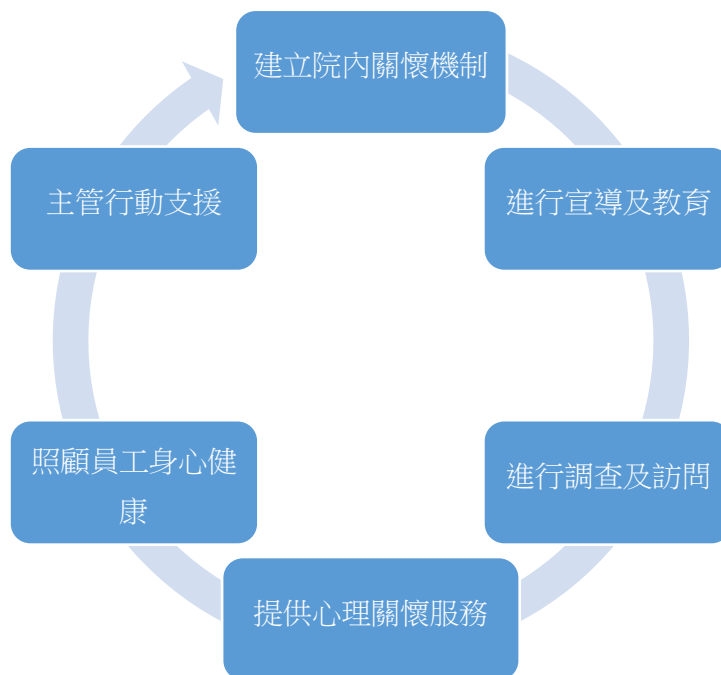 建立院內關懷機制
進行宣導及教育
進行調查及訪問
提供心理關懷服務
照顧員工身心健
康
主管行動支援